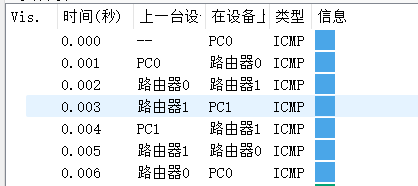 Vis. 时间(秒) 上一台设 在设备上 类型 信息
0.000 -- PC0 ICMP
0.001 PC0 路由器0 ICMP
0.002 路由器0 路由器1 ICMP
0.003 路由器1 PC1 ICMP
0.004 PC1 路由器1 ICMP
0.005 路由器1 路由器0 ICMP
0.006 路由器0 PC0 ICMP